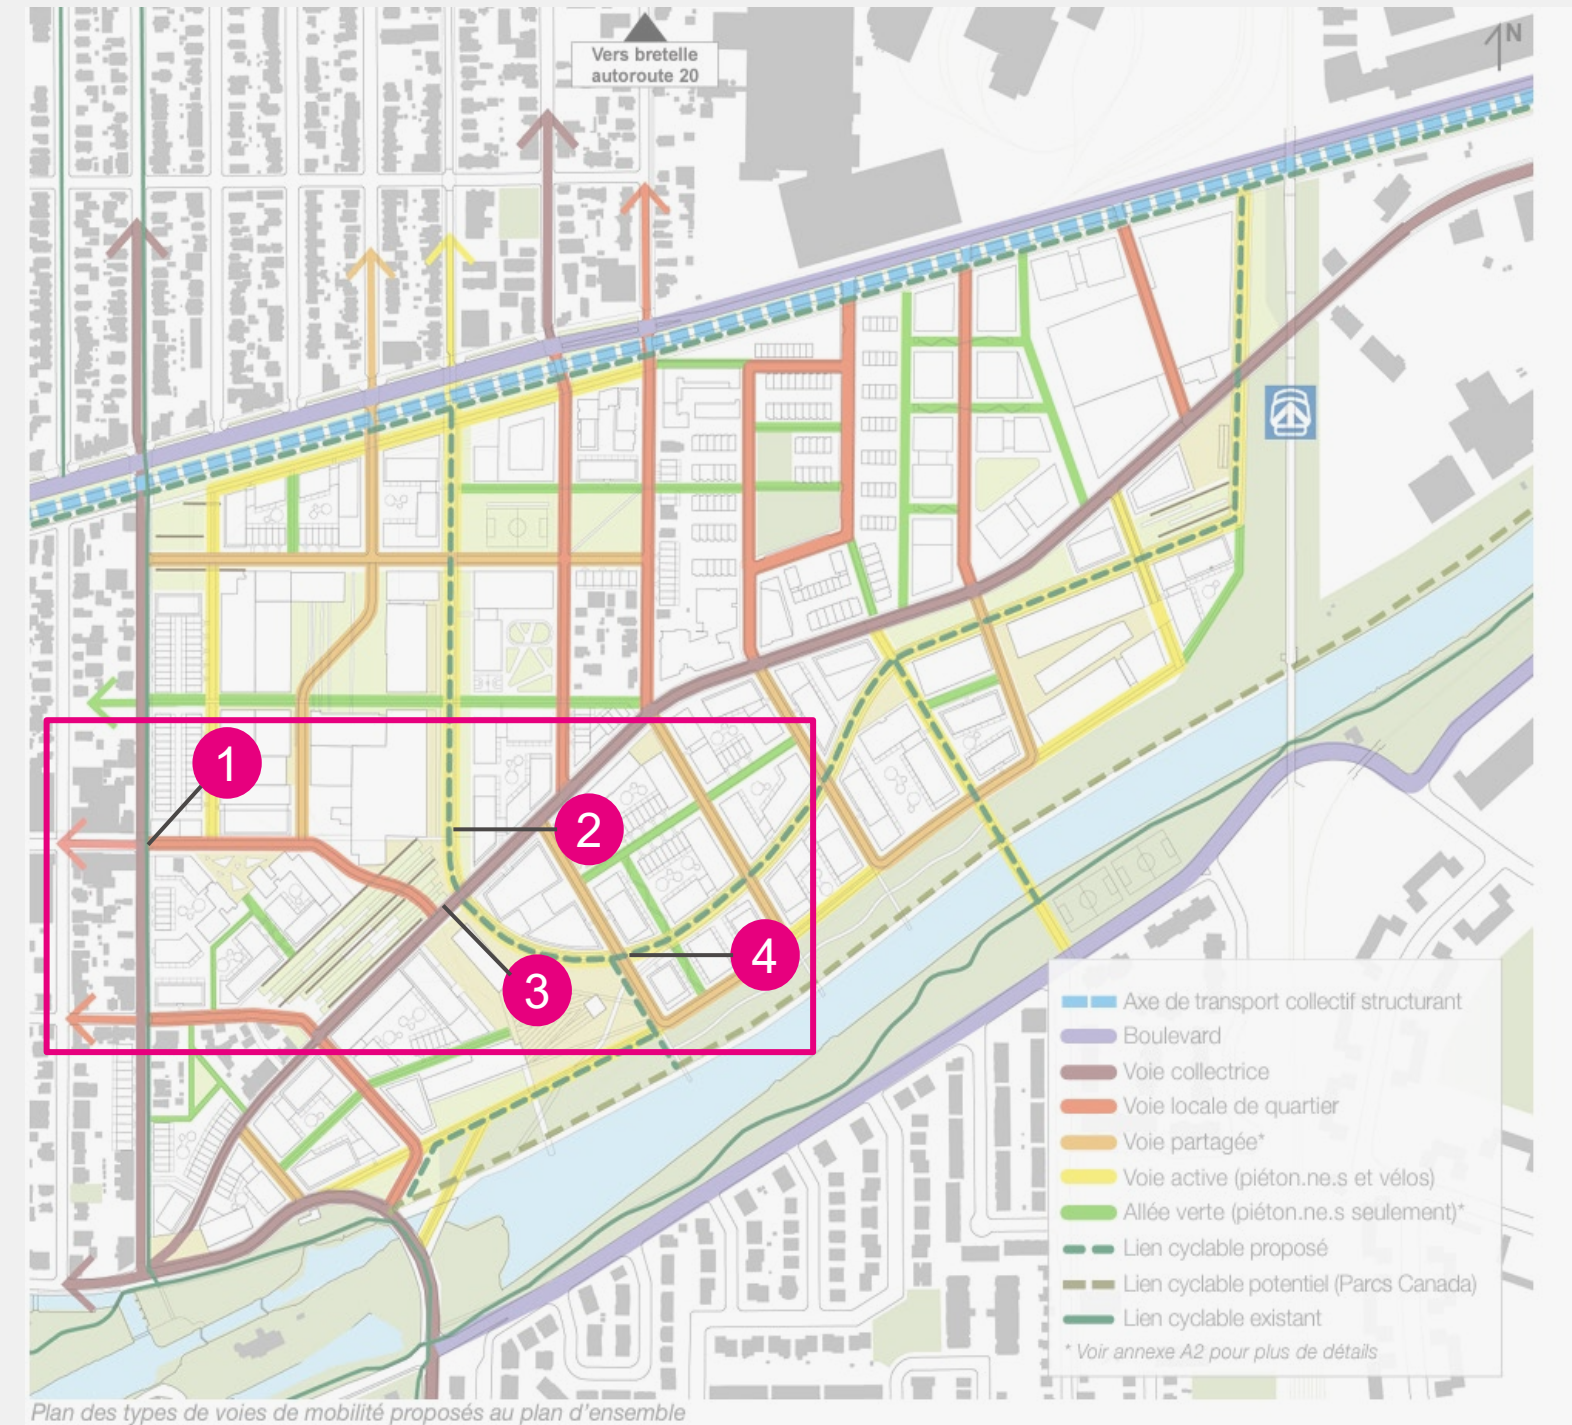 Vers bretelle
autoroute 20
N
1
2
3
4
Axe de transport collectif structurant
Boulevard
Voie collectrice
Voie locale de quartier
Voie partagée*
Voie active (piéton.ne.s et vélos)
Allée verte (piéton.ne.s seulement)*
Lien cyclable proposé
Lien cyclable potentiel (Parcs Canada)
Lien cyclable existant
* Voir annexe A2 pour plus de détails
Plan des types de voies de mobilité proposés au plan d'ensemble